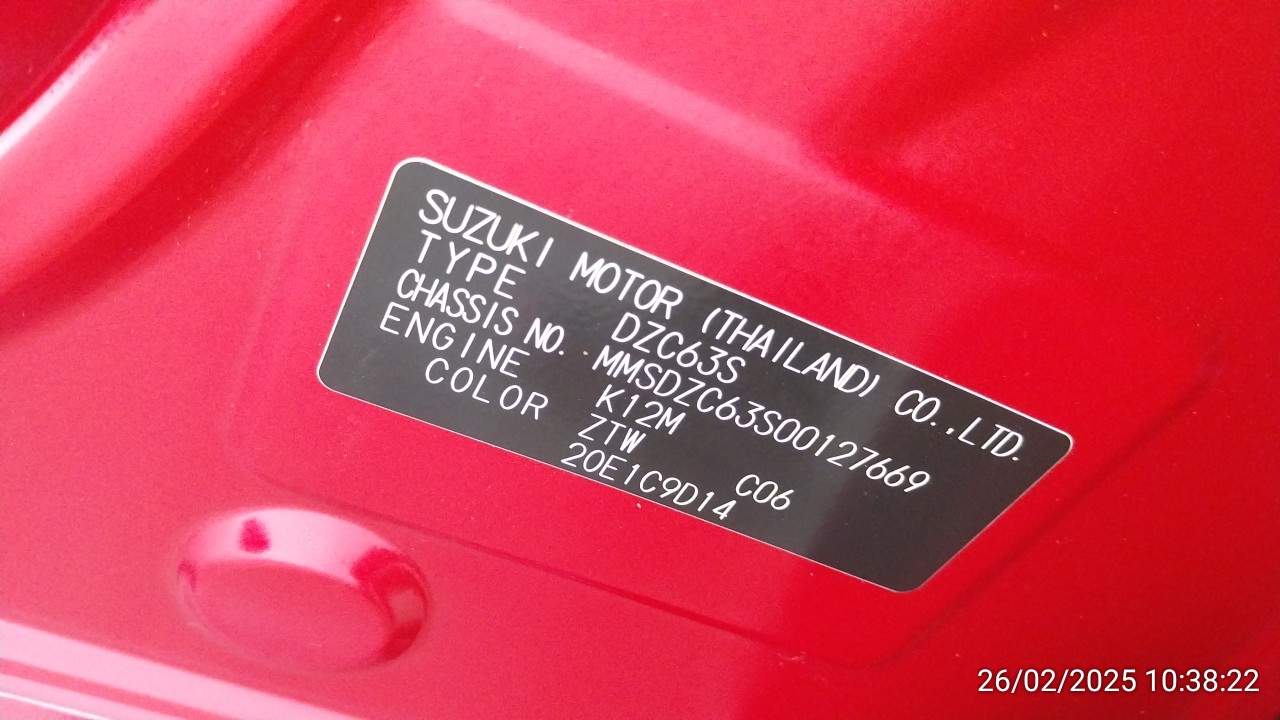 SUZUKI MOTOR (THAILAND) CO.,LTD.
TYPE DZC63S
CHASSIS NO. MMSDZC63S00127669
ENGINE K12M
COLOR ZTW C06
20E1C9D14
26/02/2025 10:38:22